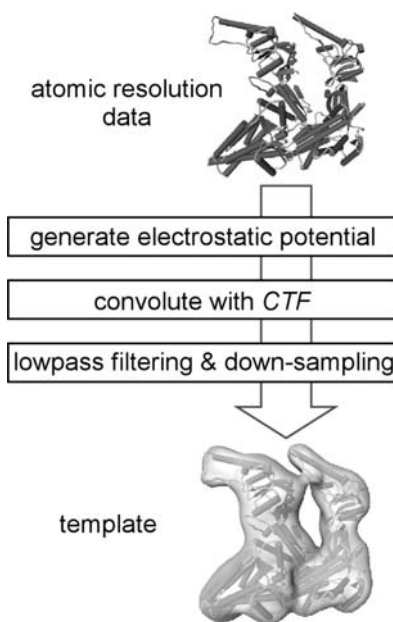 atomic resolution
data
generate electrostatic potential
convolute with CTF
lowpass filtering & down-sampling
template